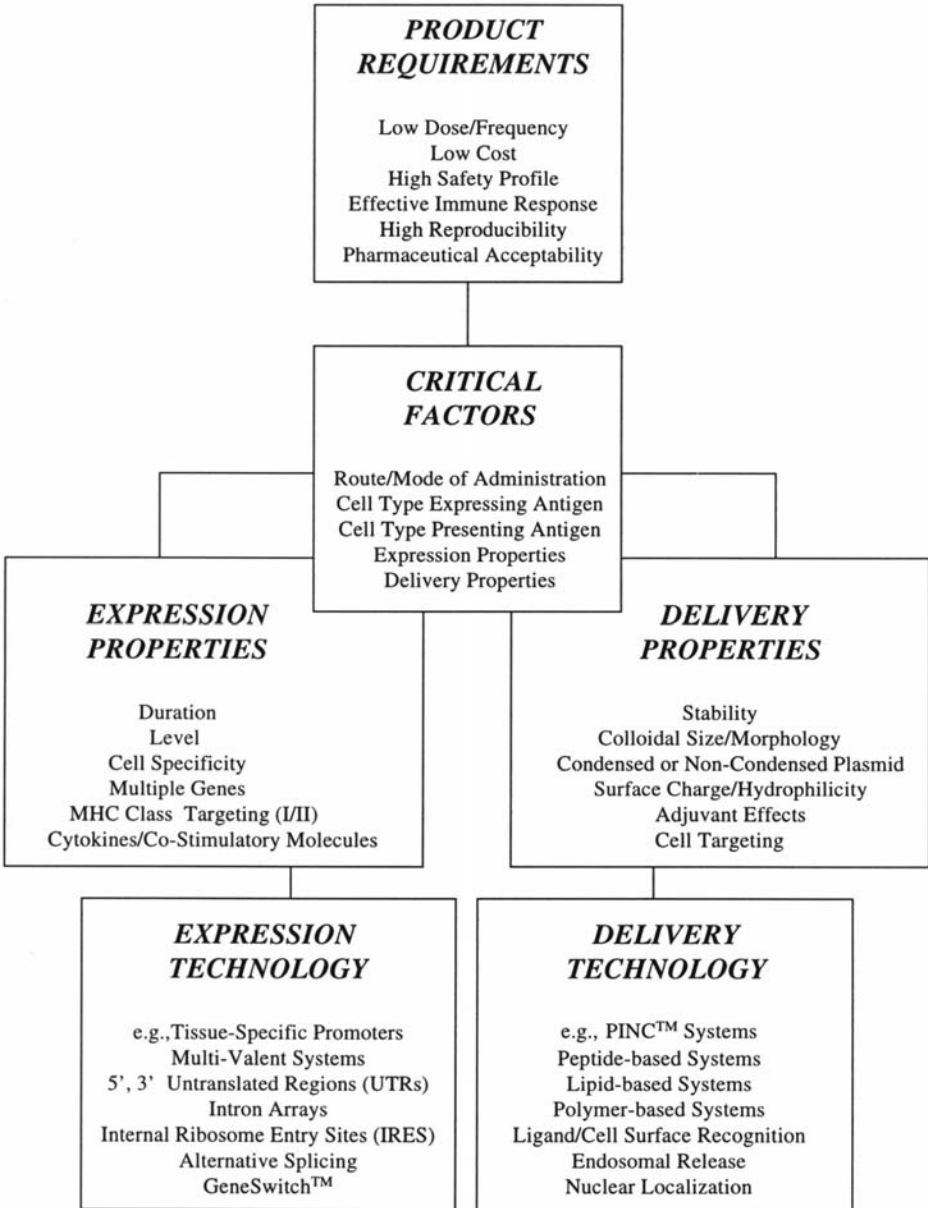 PRODUCT
REQUIREMENTS
Low Dose/Frequency
Low Cost
High Safety Profile
Effective Immune Response
High Reproducibility
Pharmaceutical Acceptability
CRITICAL
FACTORS
Route/Mode of Administration
Cell Type Expressing Antigen
Cell Type Presenting Antigen
Expression Properties
Delivery Properties
EXPRESSION
PROPERTIES
Duration
Level
Cell Specificity
Multiple Genes
MHC Class Targeting (I/II)
Cytokines/Co-Stimulatory Molecules
DELIVERY
PROPERTIES
Stability
Colloidal Size/Morphology
Condensed or Non-Condensed Plasmid
Surface Charge/Hydrophilicity
Adjuvant Effects
Cell Targeting
EXPRESSION
TECHNOLOGY
e.g.,Tissue-Specific Promoters
Multi-Valent Systems
5', 3' Untranslated Regions (UTRs)
Intron Arrays
Internal Ribosome Entry Sites (IRES)
Alternative Splicing
GeneSwitch™
DELIVERY
TECHNOLOGY
e.g., PINC™ Systems
Peptide-based Systems
Lipid-based Systems
Polymer-based Systems
Ligand/Cell Surface Recognition
Endosomal Release
Nuclear Localization